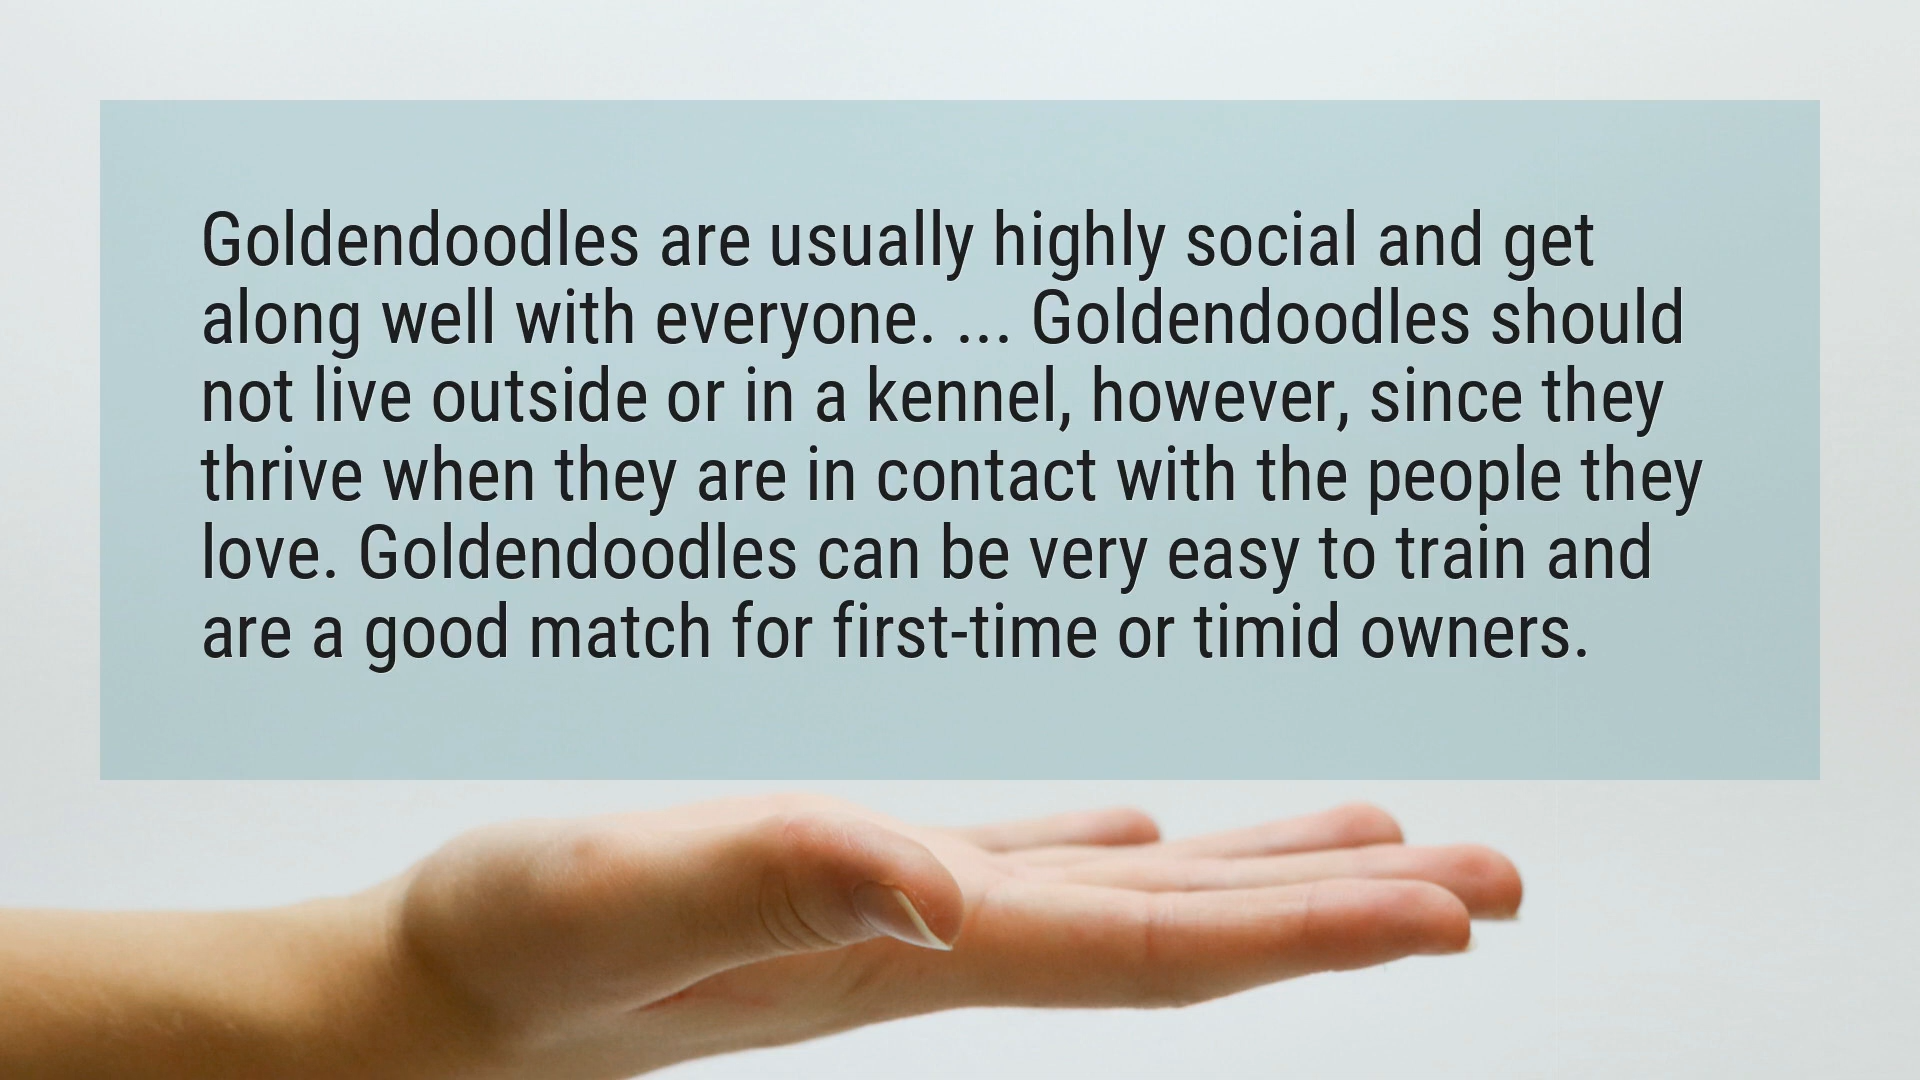 Goldendoodles are usually highly social and get
along well with everyone. ... Goldendoodles should
not live outside or in a kennel, however, since they
thrive when they are in contact with the people they
love. Goldendoodles can be very easy to train and
are a good match for first-time or timid owners.